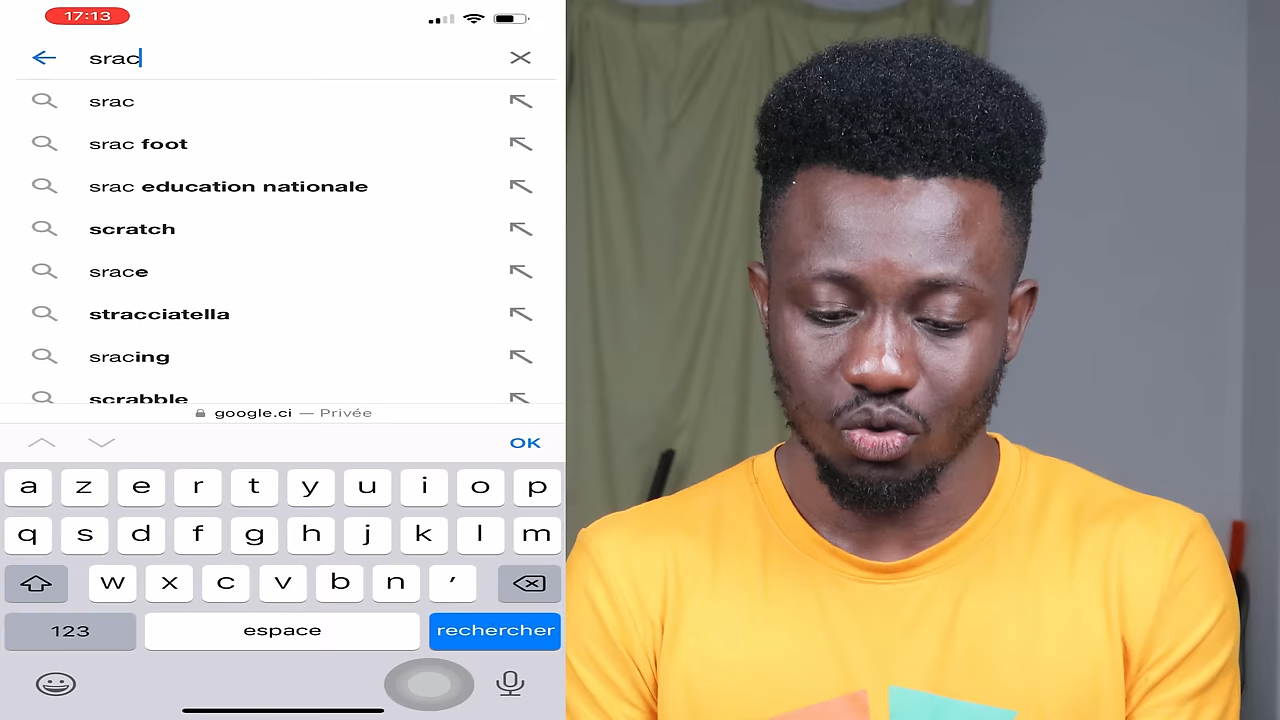 17:13
srac
srac
srac foot
srac education nationale
scratch
srace
stracciatella
sracing
scrabble
google.ci — Privée
OK
a z e r t y u i o p
q s d f g h j k l m
w x c v b n ’
123 espace rechercher